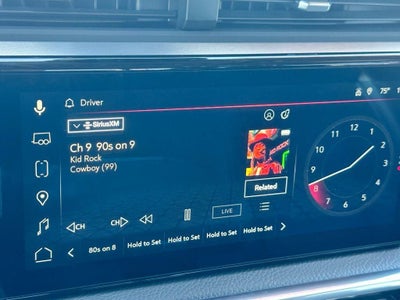 Driver
75°
SiriusXM
Ch 9 90s on 9
Kid Rock
Cowboy (99)
KID ROCK
Related
12
1
2
3
4
5
6
7
8
9
10
11
CH
CH
LIVE
80s on 8
Hold to Set
Hold to Set
Hold to Set
Hold to Set